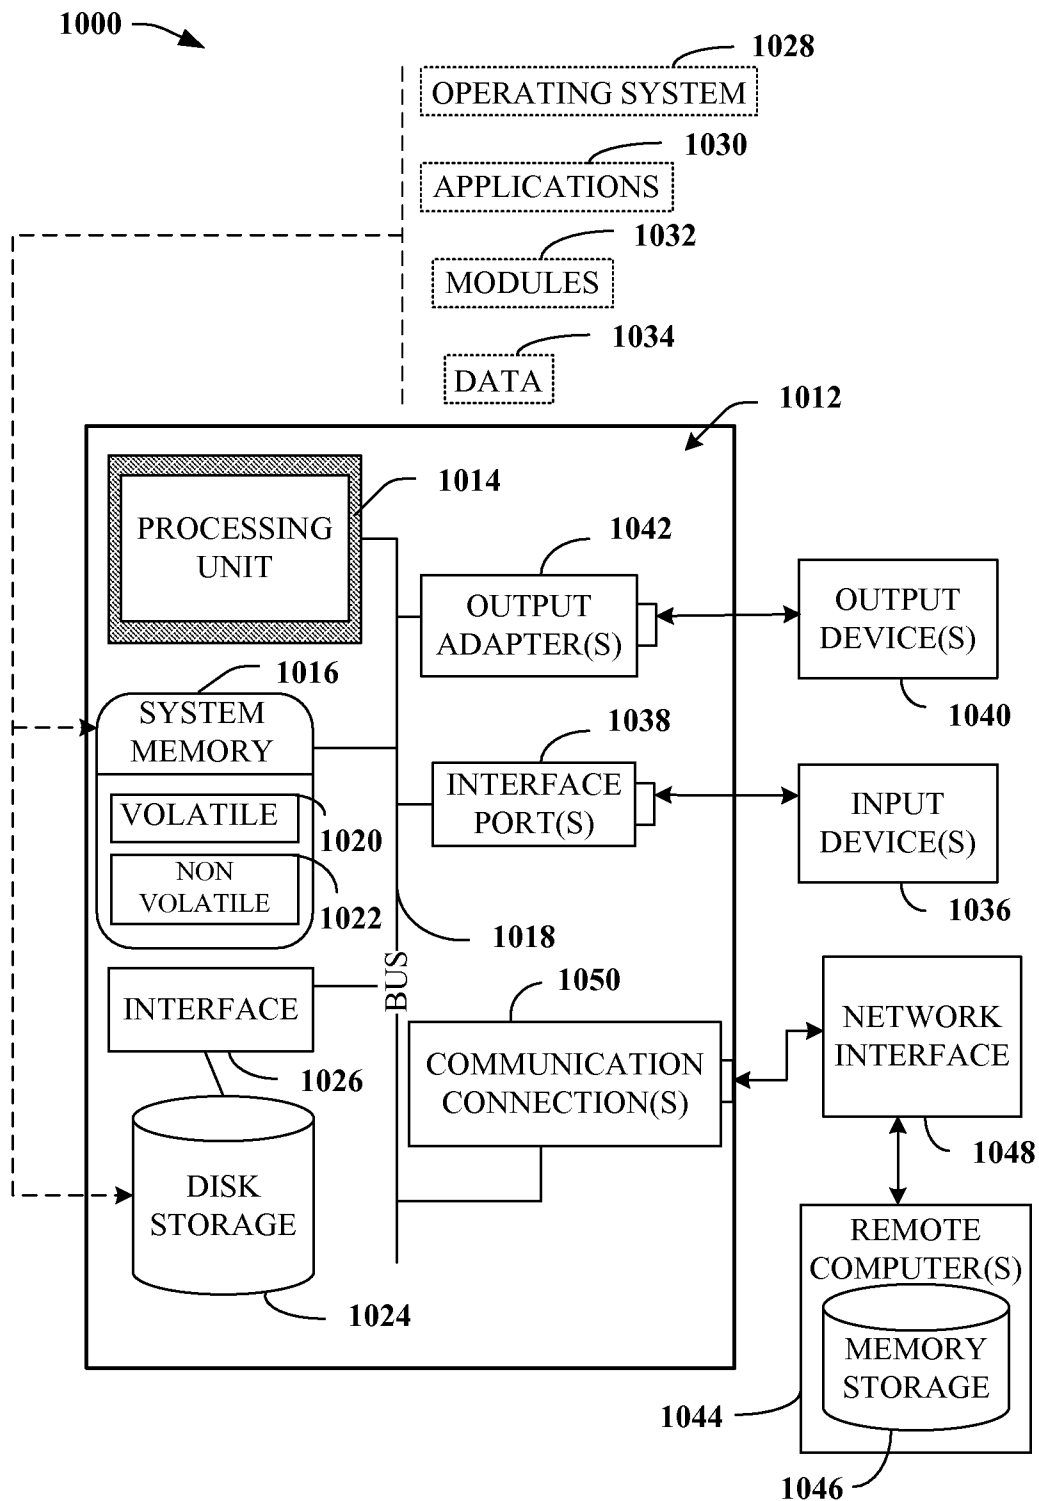 1000
1028
OPERATING SYSTEM
1030
APPLICATIONS
1032
MODULES
1034
DATA
1012
1014
PROCESSING
UNIT
1042
OUTPUT
ADAPTER(S)
OUTPUT
DEVICE(S)
1040
1016
SYSTEM
MEMORY
VOLATILE
1020
NON
VOLATILE
1022
1038
INTERFACE
PORT(S)
INPUT
DEVICE(S)
1036
1018
BUS
INTERFACE
1026
1050
COMMUNICATION
CONNECTION(S)
NETWORK
INTERFACE
1048
DISK
STORAGE
1024
REMOTE
COMPUTER(S)
MEMORY
STORAGE
1044
1046